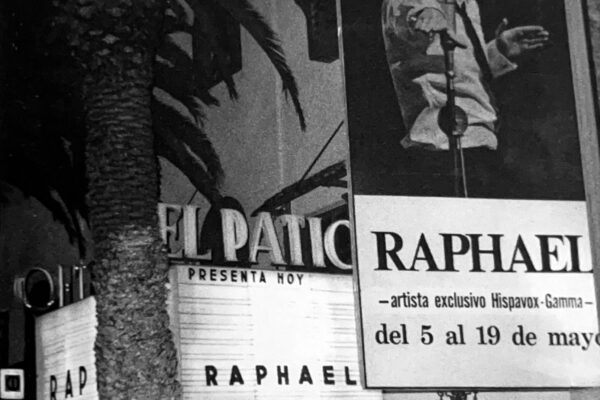 EL PATIO
PRESENTA HOY
RAPHAEL
RAP
RAPHAEL
-artista exclusivo Hispavox-Gamma-
del 5 al 19 de mayo